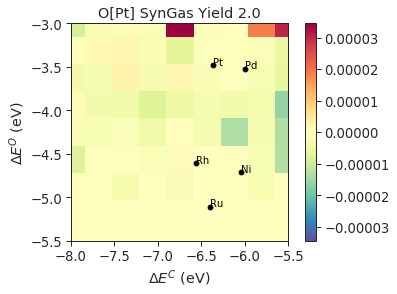 O[Pt] SynGas Yield 2.0
−3.0
−3.5
−4.0
−4.5
−5.0
−5.5
ΔE^O (eV)
Pt
Pd
Rh
Ni
Ru
−8.0 −7.5 −7.0 −6.5 −6.0 −5.5
ΔE^C (eV)
0.00003
0.00002
0.00001
0.00000
−0.00001
−0.00002
−0.00003